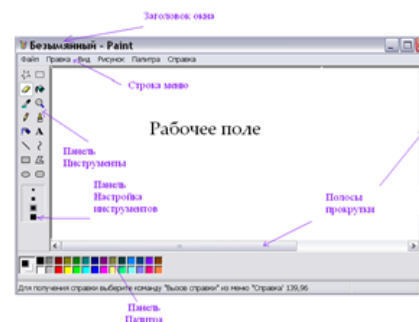 Заголовок окна
Безымянный - Paint
Файл Правка Вид Рисунок Палитра Справка
Строка меню
Рабочее поле
Панель
Инструменты
Панель
Настройка
инструментов
Полосы
прокрутки
Для получения справки выберите команду "Вызов справки" из меню "Справка" 139,96
Панель
Палитра